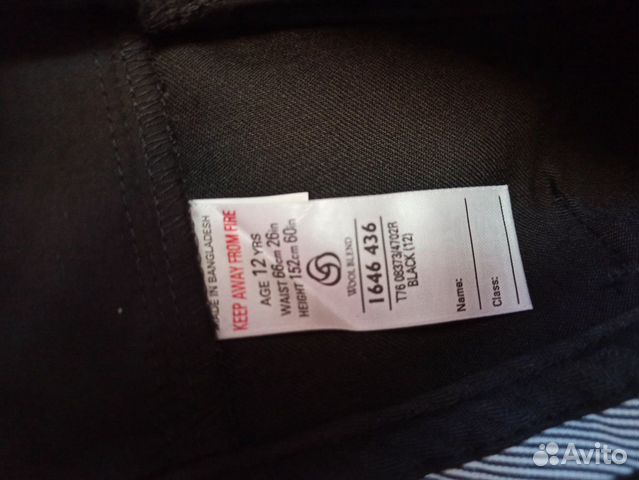 MADE IN BANGLADESH
KEEP AWAY FROM FIRE
AGE 12 YRS
WAIST 66cm 26in
HEIGHT 152cm 60in
WOOL BLEND
1646 436
T76 08373/4702R
BLACK (12)
Name:
Class:
Avito